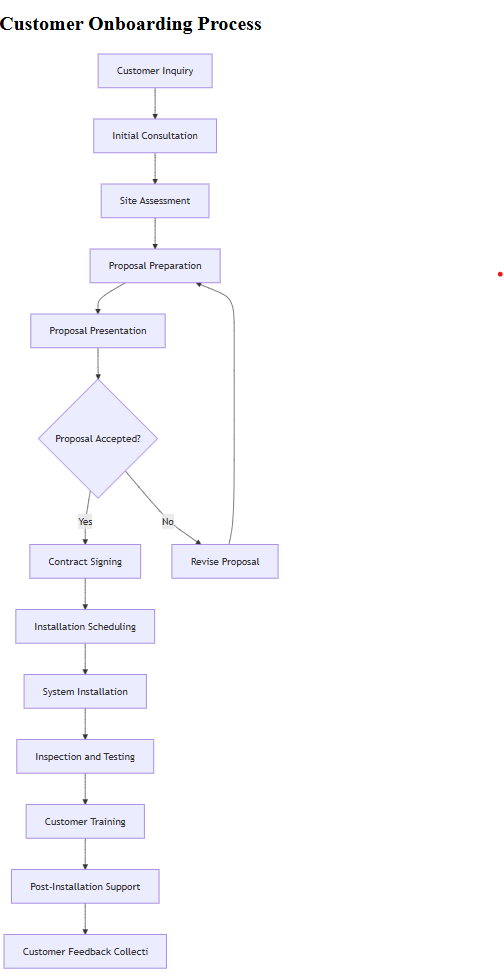 Customer Onboarding Process
Customer Inquiry
Initial Consultation
Site Assessment
Proposal Preparation
Proposal Presentation
Proposal Accepted?
Yes
No
Contract Signing
Revise Proposal
Installation Scheduling
System Installation
Inspection and Testing
Customer Training
Post-Installation Support
Customer Feedback Collecti